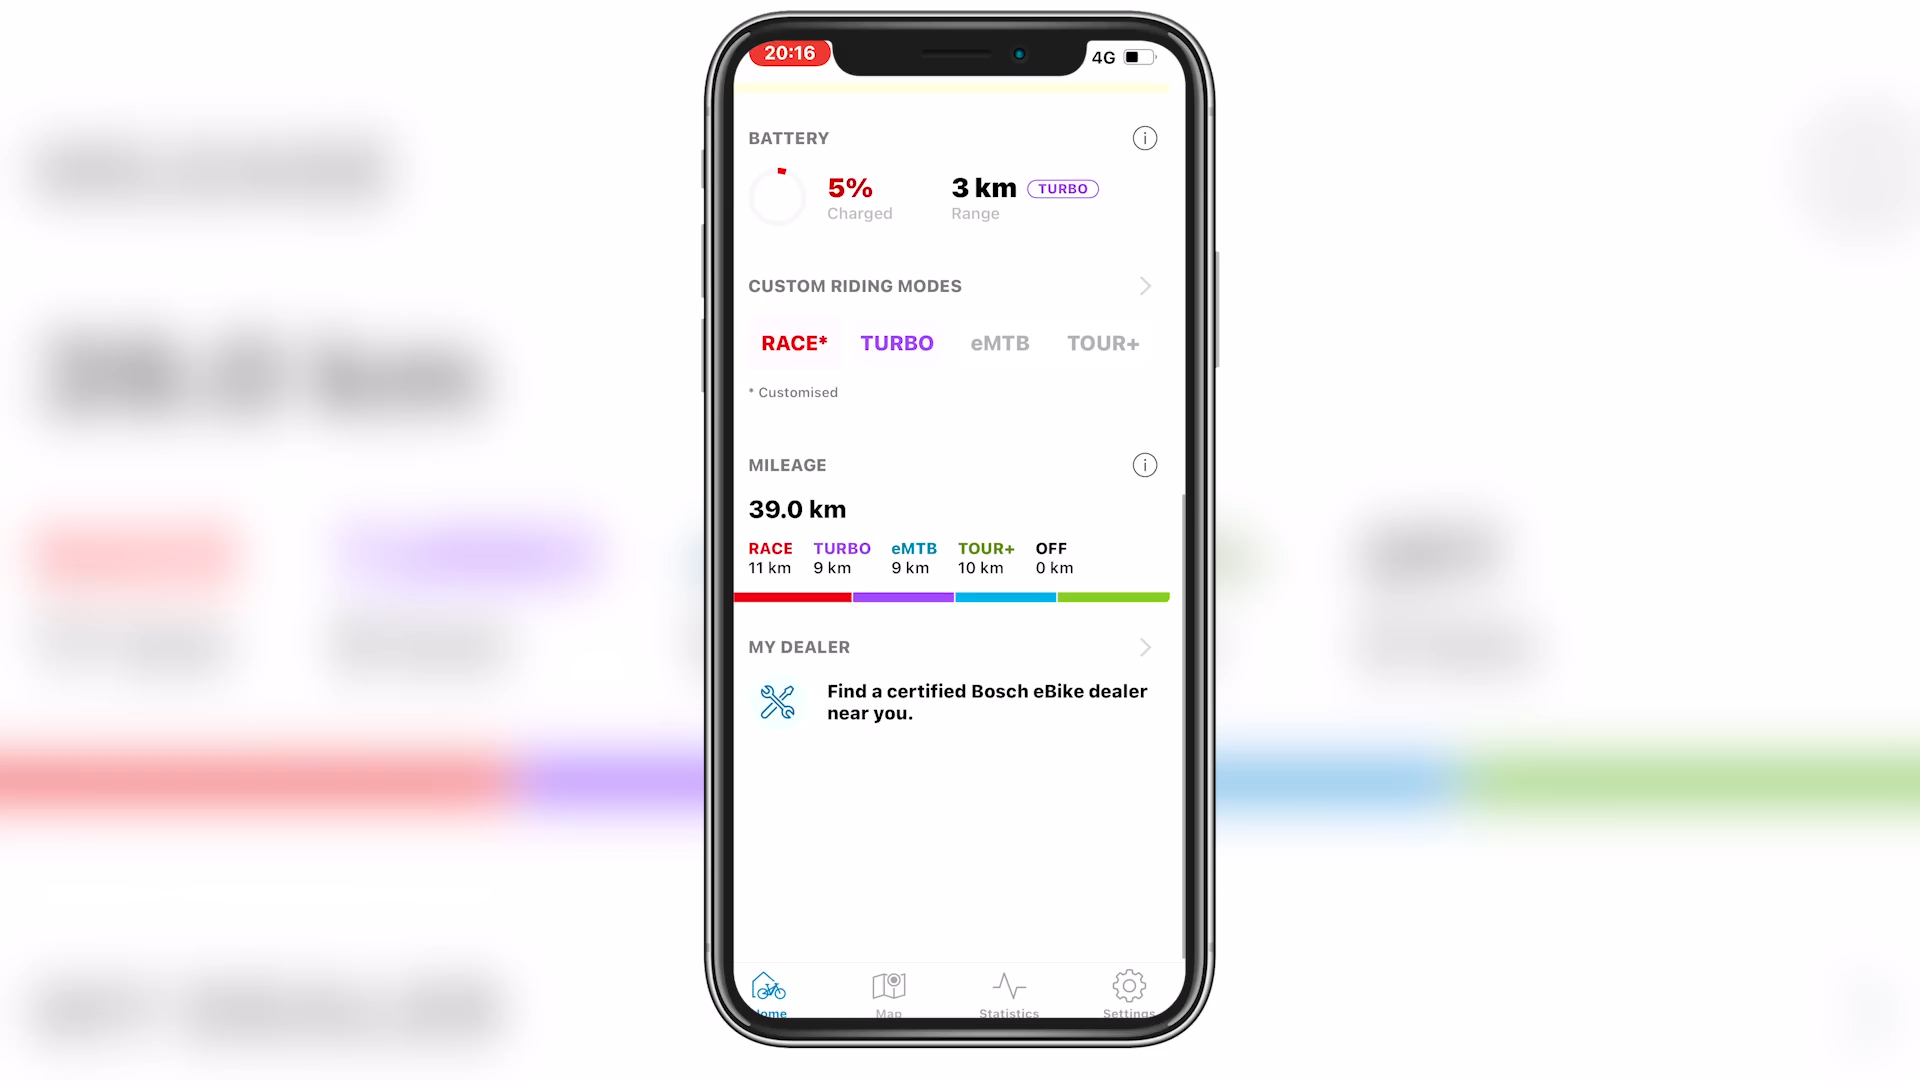 20:16
4G
BATTERY
5%
3 km TURBO
Charged
Range
CUSTOM RIDING MODES
RACE* TURBO eMTB TOUR+
* Customised
MILEAGE
39.0 km
RACE TURBO eMTB TOUR+ OFF
11 km 9 km 9 km 10 km 0 km
MY DEALER
Find a certified Bosch eBike dealer
near you.
Home Map Statistics Settings